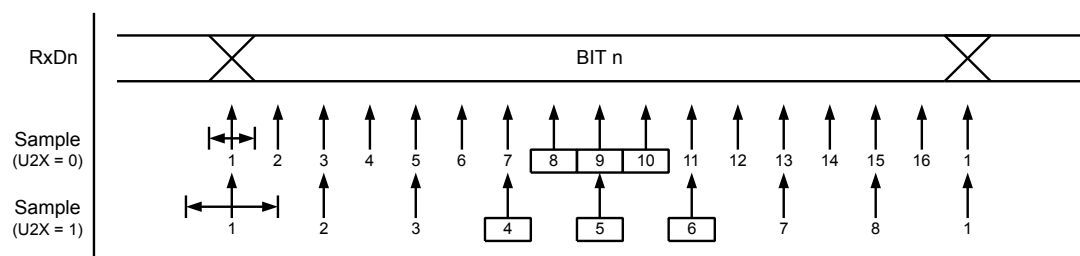 RxDn BIT n
Sample
(U2X = 0)
1 2 3 4 5 6 7 8 9 10 11 12 13 14 15 16 1
Sample
(U2X = 1)
1 2 3 4 5 6 7 8 1